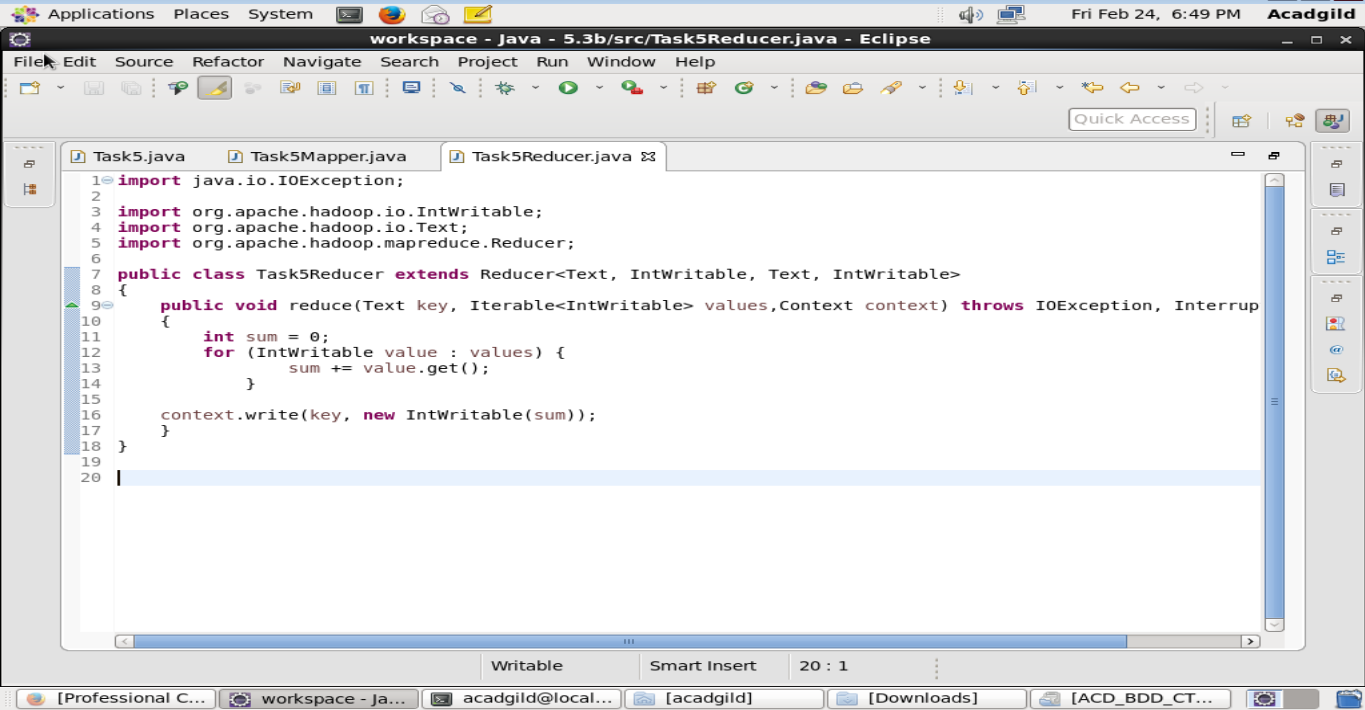 Applications Places System Fri Feb 24, 6:49 PM Acadgild
workspace - Java - 5.3b/src/Task5Reducer.java - Eclipse
File Edit Source Refactor Navigate Search Project Run Window Help
Quick Access
Task5.java Task5Mapper.java Task5Reducer.java
1 import java.io.IOException;
2
3 import org.apache.hadoop.io.IntWritable;
4 import org.apache.hadoop.io.Text;
5 import org.apache.hadoop.mapreduce.Reducer;
6
7 public class Task5Reducer extends Reducer<Text, IntWritable, Text, IntWritable>
8 {
9 public void reduce(Text key, Iterable<IntWritable> values,Context context) throws IOException, Interrup
10 {
11 int sum = 0;
12 for (IntWritable value : values) {
13 sum += value.get();
14 }
15
16 context.write(key, new IntWritable(sum));
17 }
18 }
19
20
Writable Smart Insert 20 : 1
[Professional C... workspace - Ja... acadgild@local... [acadgild] [Downloads] [ACD_BDD_CT...